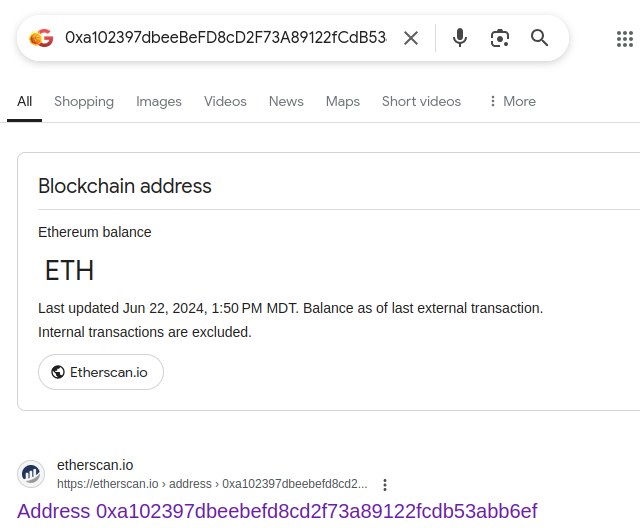 0xa102397dbeeBeFD8cD2F73A89122fCdB53a
All Shopping Images Videos News Maps Short videos More
Blockchain address
Ethereum balance
ETH
Last updated Jun 22, 2024, 1:50 PM MDT. Balance as of last external transaction.
Internal transactions are excluded.
Etherscan.io
etherscan.io
https://etherscan.io › address › 0xa102397dbeebefd8cd2...
Address 0xa102397dbeebefd8cd2f73a89122fcdb53abb6ef